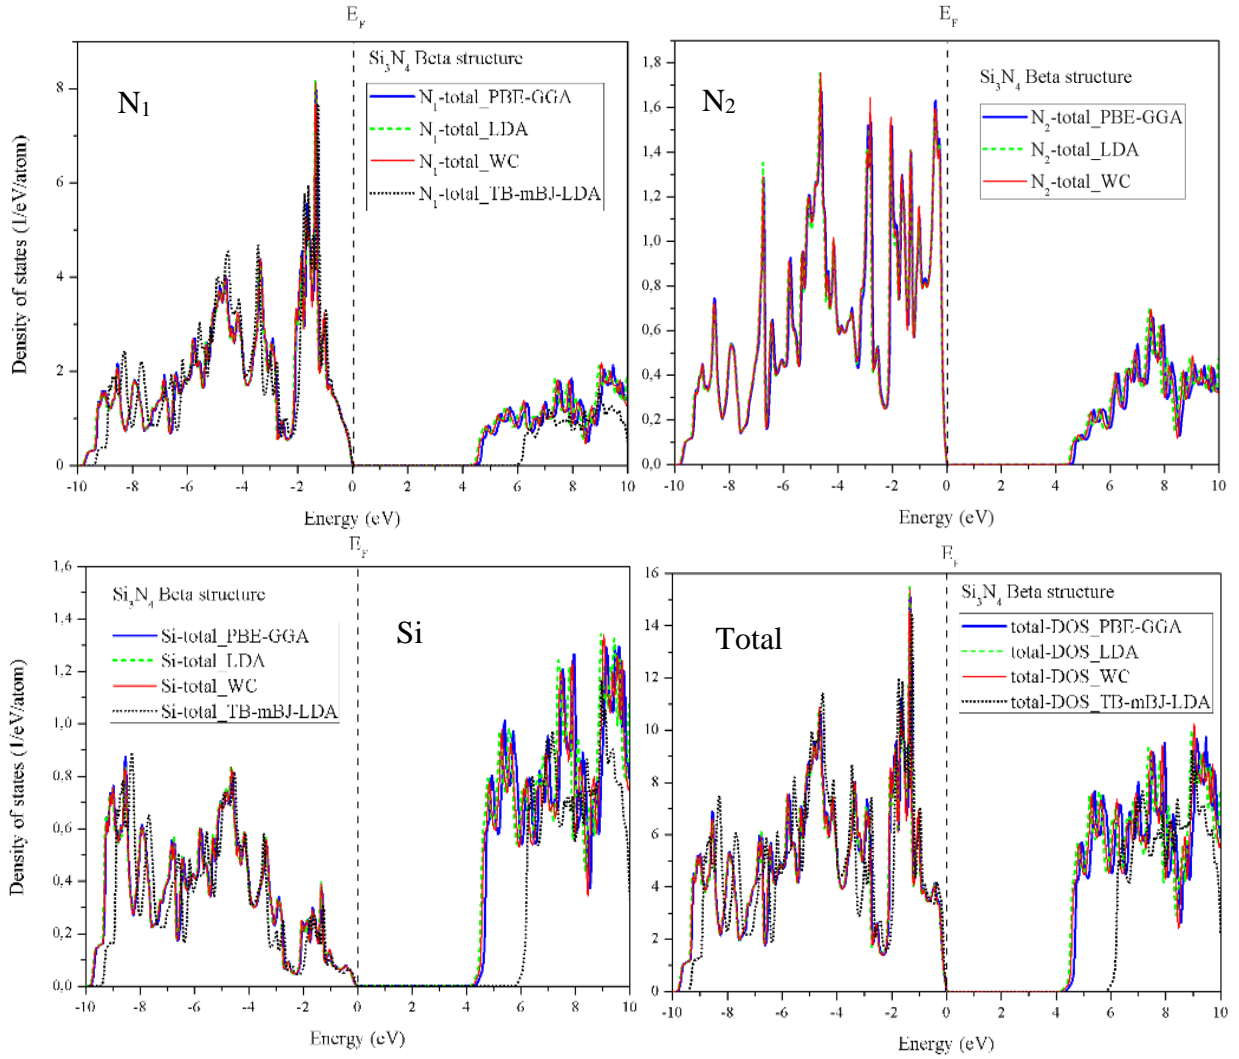 E_F
Si₃N₄ Beta structure
N₁
N₁-total_PBE-GGA
N₁-total_LDA
N₁-total_WC
N₁-total_TB-mBJ-LDA
Density of states (1/eV/atom)
8
6
4
2
0
-10 -8 -6 -4 -2 0 2 4 6 8 10
Energy (eV)
E_F
Si₃N₄ Beta structure
N₂
N₂-total_PBE-GGA
N₂-total_LDA
N₂-total_WC
1,8
1,6
1,4
1,2
1,0
0,8
0,6
0,4
0,2
0,0
-10 -8 -6 -4 -2 0 2 4 6 8 10
Energy (eV)
E_F
Si₃N₄ Beta structure
Si
Si-total_PBE-GGA
Si-total_LDA
Si-total_WC
Si-total_TB-mBJ-LDA
Density of states (1/eV/atom)
1,6
1,4
1,2
1,0
0,8
0,6
0,4
0,2
0,0
-10 -8 -6 -4 -2 0 2 4 6 8 10
Energy (eV)
E_F
Si₃N₄ Beta structure
Total
total-DOS_PBE-GGA
total-DOS_LDA
total-DOS_WC
total-DOS_TB-mBJ-LDA
16
14
12
10
8
6
4
2
0
-10 -8 -6 -4 -2 0 2 4 6 8 10
Energy (eV)